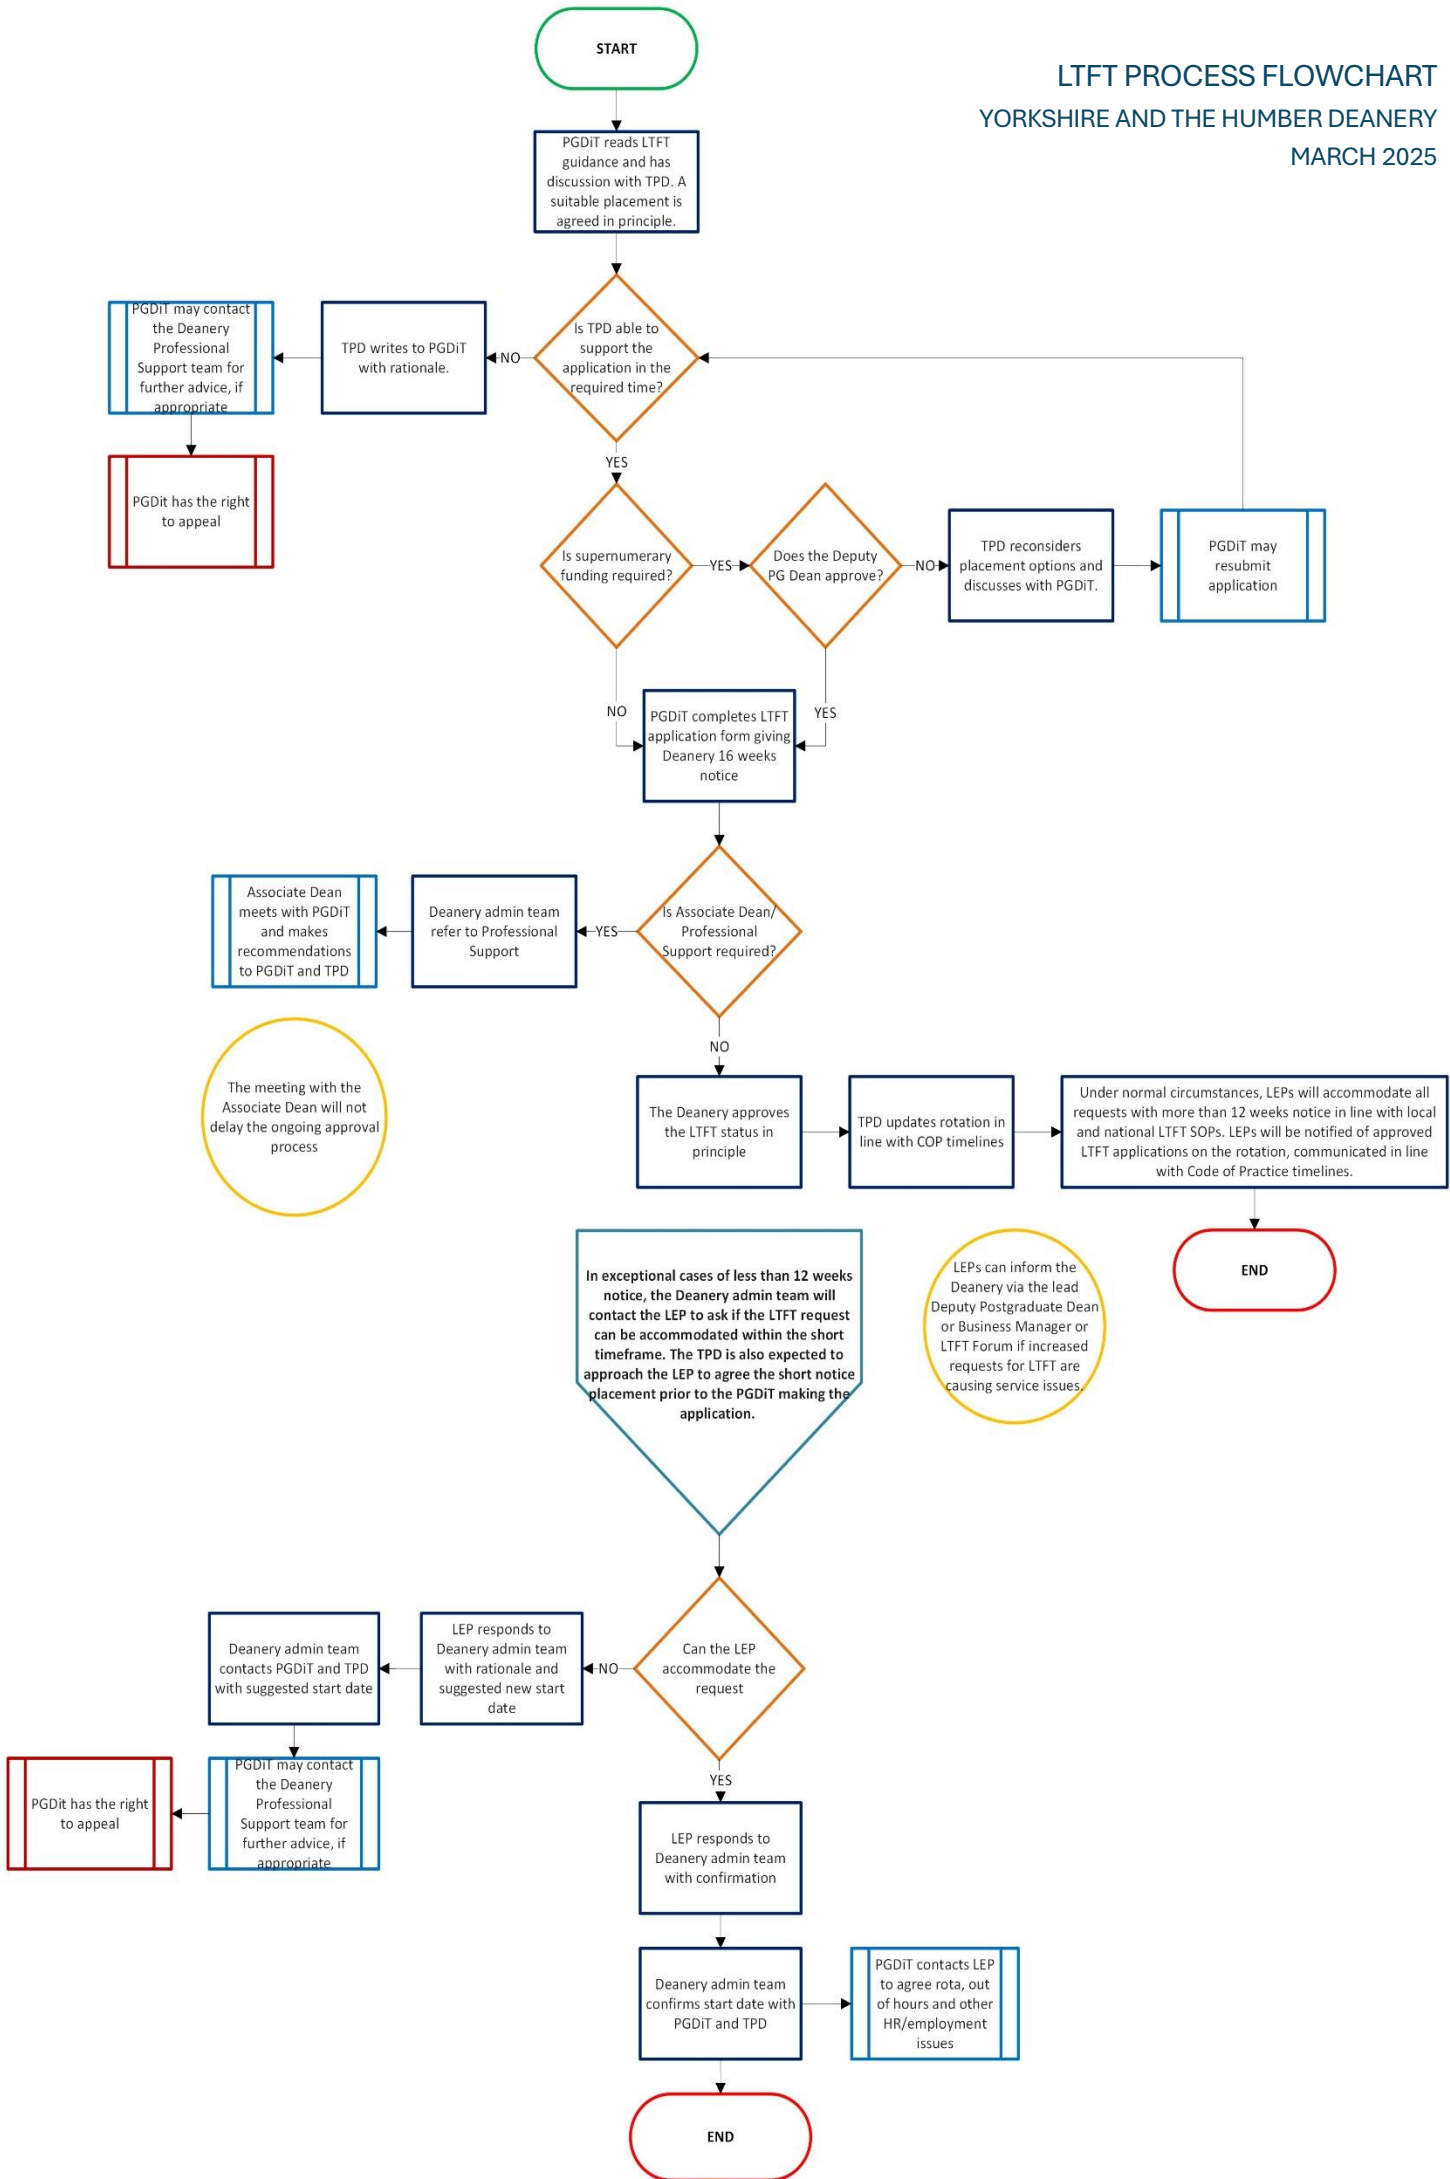 START
LTFT PROCESS FLOWCHART
YORKSHIRE AND THE HUMBER DEANERY
MARCH 2025
PGDiT reads LTFT
guidance and has
discussion with TPD. A
suitable placement is
agreed in principle.
Is TPD able to
support the
application in the
required time?
NO
TPD writes to PGDiT
with rationale.
PGDiT may contact
the Deanery
Professional
Support team for
further advice, if
appropriate
PGDit has the right
to appeal
YES
Is supernumerary
funding required?
YES
Does the Deputy
PG Dean approve?
NO
TPD reconsiders
placement options and
discusses with PGDiT.
PGDiT may
resubmit
application
NO
YES
PGDiT completes LTFT
application form giving
Deanery 16 weeks
notice
Is Associate Dean/
Professional
Support required?
YES
Deanery admin team
refer to Professional
Support
Associate Dean
meets with PGDiT
and makes
recommendations
to PGDiT and TPD
The meeting with the
Associate Dean will not
delay the ongoing approval
process
NO
The Deanery approves
the LTFT status in
principle
TPD updates rotation in
line with COP timelines
Under normal circumstances, LEPs will accommodate all
requests with more than 12 weeks notice in line with local
and national LTFT SOPs. LEPs will be notified of approved
LTFT applications on the rotation, communicated in line
with Code of Practice timelines.
END
In exceptional cases of less than 12 weeks
notice, the Deanery admin team will
contact the LEP to ask if the LTFT request
can be accommodated within the short
timeframe. The TPD is also expected to
approach the LEP to agree the short notice
placement prior to the PGDiT making the
application.
LEPs can inform the
Deanery via the lead
Deputy Postgraduate Dean
or Business Manager or
LTFT Forum if increased
requests for LTFT are
causing service issues.
Can the LEP
accommodate the
request
NO
LEP responds to
Deanery admin team
with rationale and
suggested new start
date
Deanery admin team
contacts PGDiT and TPD
with suggested start date
PGDiT may contact
the Deanery
Professional
Support team for
further advice, if
appropriate
PGDit has the right
to appeal
YES
LEP responds to
Deanery admin team
with confirmation
Deanery admin team
confirms start date with
PGDiT and TPD
PGDiT contacts LEP
to agree rota, out
of hours and other
HR/employment
issues
END